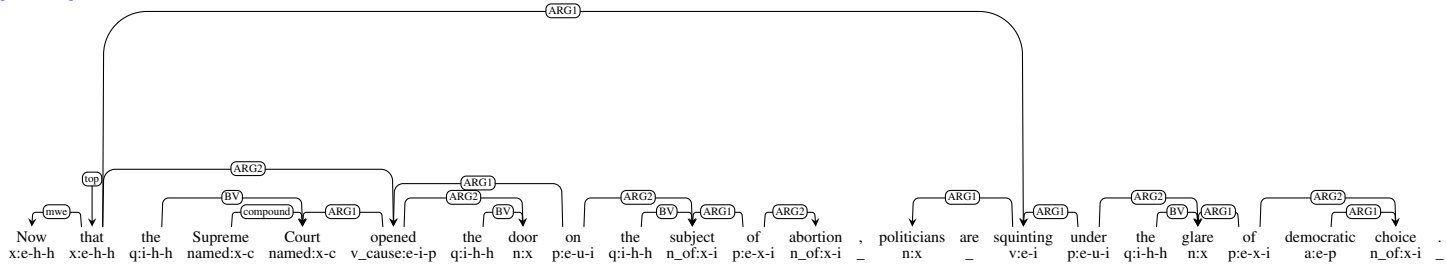 ARG1
top
ARG2
ARG1
mwe BV compound ARG1 ARG2 BV ARG2 BV ARG1 ARG2 ARG1 ARG1 ARG2 BV ARG1 ARG2 ARG1
Now that the Supreme Court opened the door on the subject of abortion , politicians are squinting under the glare of democratic choice .
x:e-h-h x:e-h-h q:i-h-h named:x-c named:x-c v_cause:e-i-p q:i-h-h n:x p:e-u-i q:i-h-h n_of:x-i p:e-x-i n_of:x-i _ n:x _ v:e-i p:e-u-i q:i-h-h n:x p:e-x-i a:e-p n_of:x-i _